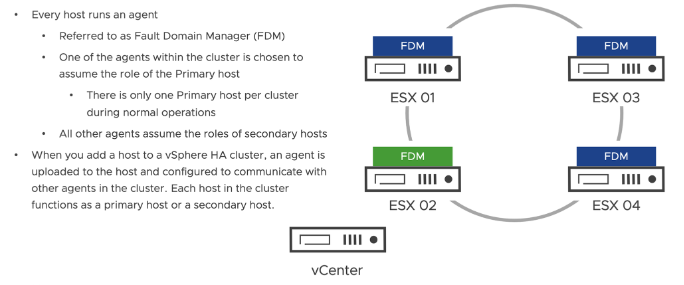 • Every host runs an agent
• Referred to as Fault Domain Manager (FDM)
• One of the agents within the cluster is chosen to
assume the role of the Primary host
• There is only one Primary host per cluster
during normal operations
• All other agents assume the roles of secondary hosts
• When you add a host to a vSphere HA cluster, an agent is
uploaded to the host and configured to communicate with
other agents in the cluster. Each host in the cluster
functions as a primary host or a secondary host.
FDM
ESX 01
FDM
ESX 03
FDM
ESX 02
FDM
ESX 04
vCenter